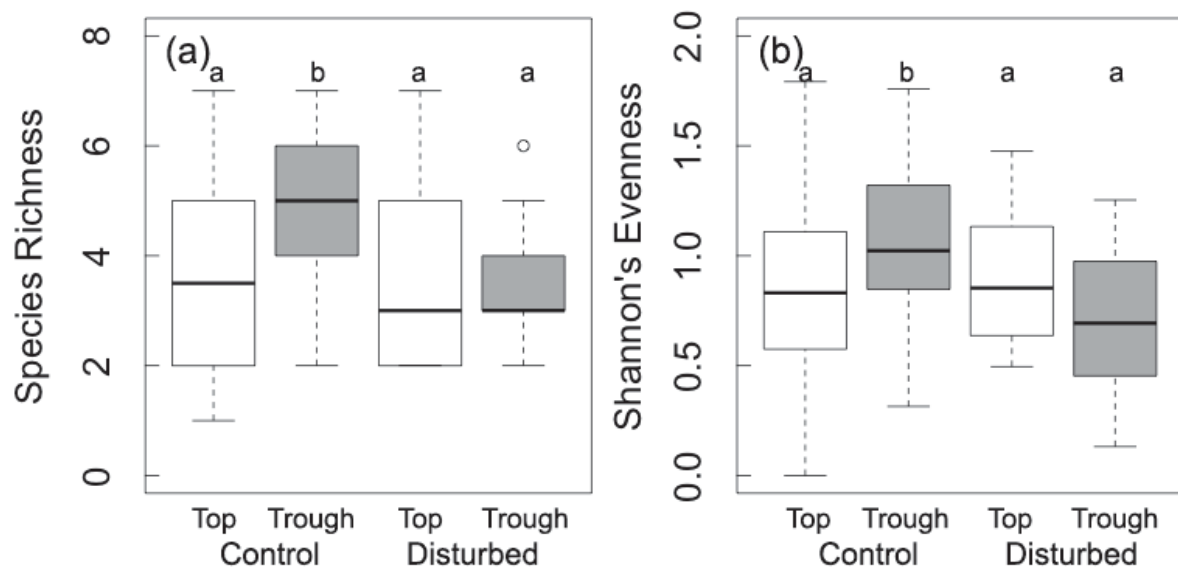 (a)
a b a a
Species Richness
8
6
4
2
0
Top Trough Top Trough
Control Disturbed
(b)
a b a a
Shannon's Evenness
2.0
1.5
1.0
0.5
0.0
Top Trough Top Trough
Control Disturbed